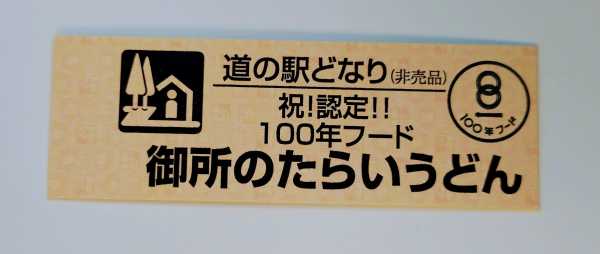 道の駅どなり(非売品)
祝!認定!!
100年フード
御所のたらいうどん
100年フード